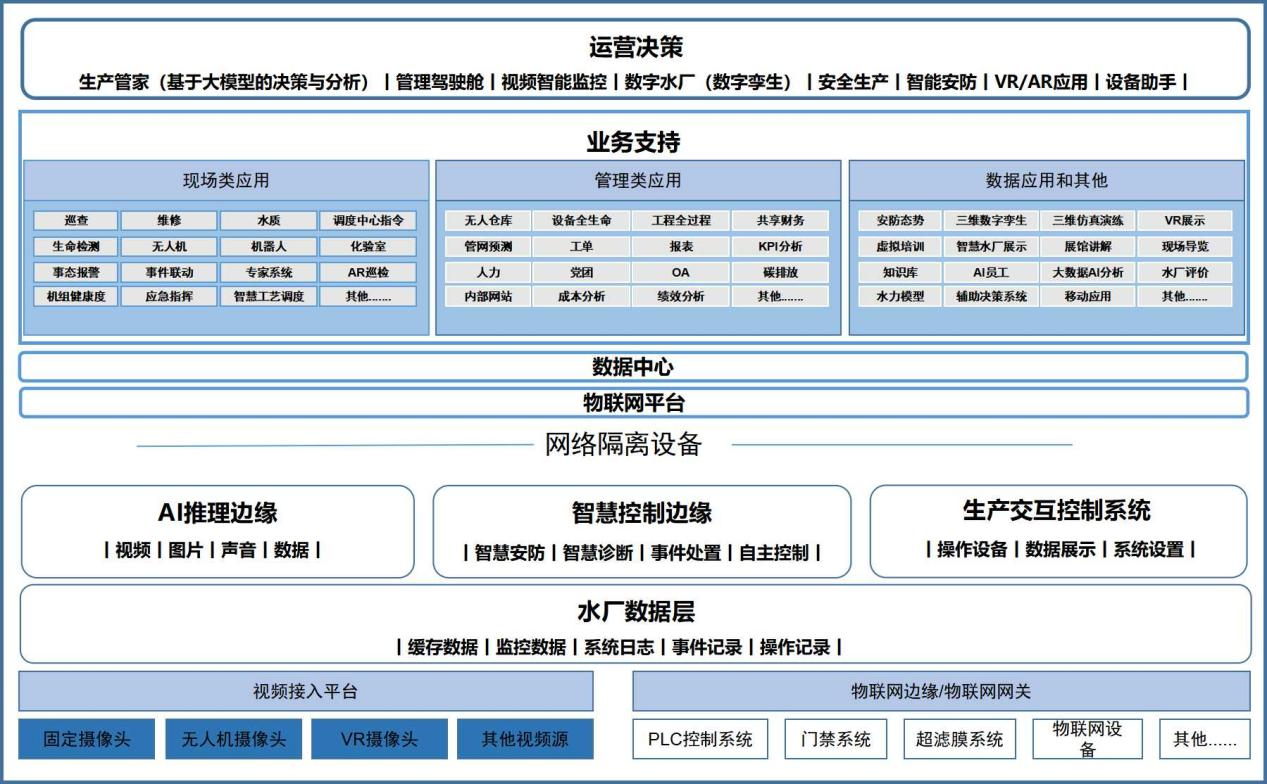 运营决策
生产管家（基于大模型的决策与分析）丨管理驾驶舱丨视频智能监控丨数字水厂（数字孪生）丨安全生产丨智能安防丨VR/AR应用丨设备助手丨
业务支持
现场类应用
巡查 维修 水质 调度中心指令
生命检测 无人机 机器人 化验室
事态报警 事件联动 专家系统 AR巡检
机组健康度 应急指挥 智慧工艺调度 其他.......
管理类应用
无人仓库 设备全生命 工程全过程 共享财务
管网预测 工单 报表 KPI分析
人力 党团 OA 碳排放
内部网站 成本分析 绩效分析 其他.......
数据应用和其他
安防态势 三维数字孪生 三维仿真演练 VR展示
虚拟培训 智慧水厂展示 展馆讲解 现场导览
知识库 AI员工 大数据AI分析 水厂评价
水力模型 辅助决策系统 移动应用 其他.......
数据中心
物联网平台
网络隔离设备
AI推理边缘
丨视频丨图片丨声音丨数据丨
智慧控制边缘
丨智慧安防丨智慧诊断丨事件处置丨自主控制丨
生产交互控制系统
丨操作设备丨数据展示丨系统设置丨
水厂数据层
丨缓存数据丨监控数据丨系统日志丨事件记录丨操作记录丨
视频接入平台
固定摄像头 无人机摄像头 VR摄像头 其他视频源
物联网边缘/物联网网关
PLC控制系统 门禁系统 超滤膜系统 物联网设
备
其他......